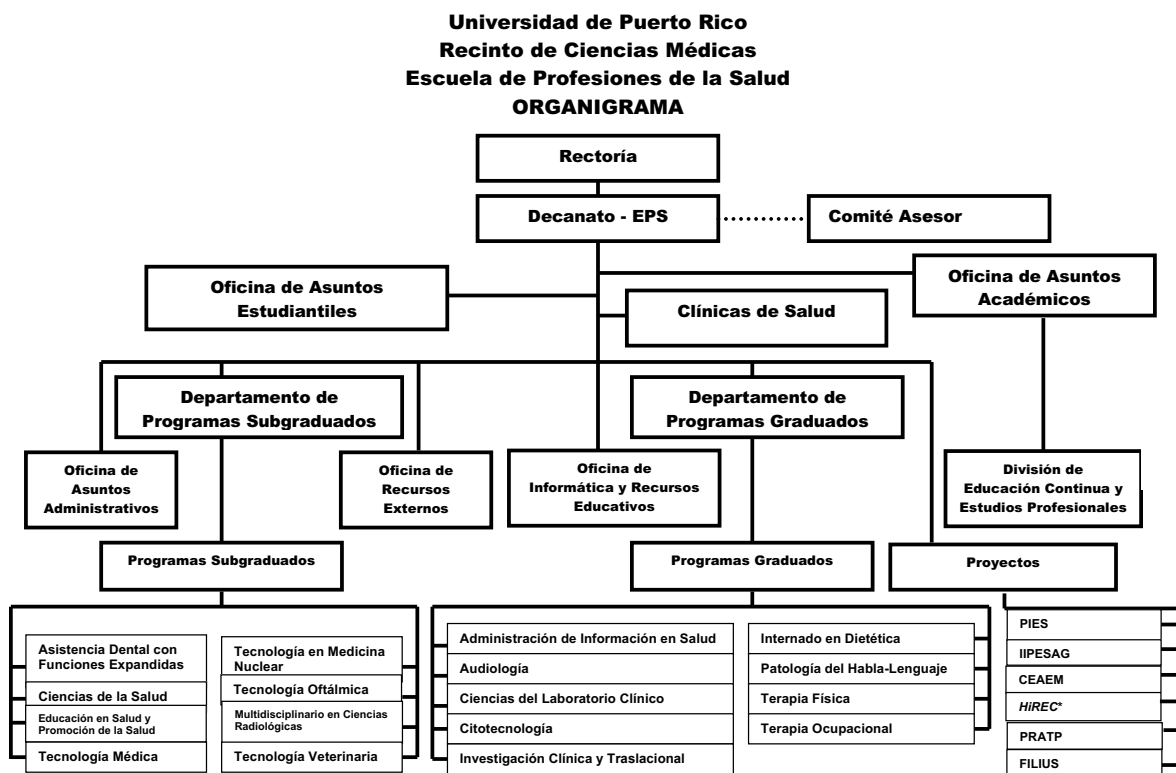 Universidad de Puerto Rico
Recinto de Ciencias Médicas
Escuela de Profesiones de la Salud
ORGANIGRAMA
Rectoría
Decanato - EPS
Comité Asesor
Oficina de Asuntos
Estudiantiles
Oficina de Asuntos
Académicos
Clínicas de Salud
Departamento de
Programas Subgraduados
Departamento de
Programas Graduados
Oficina de
Asuntos
Administrativos
Oficina de
Recursos
Externos
Oficina de
Informática y Recursos
Educativos
División de
Educación Continua y
Estudios Profesionales
Programas Subgraduados
Programas Graduados
Proyectos
Asistencia Dental con
Funciones Expandidas
Ciencias de la Salud
Educación en Salud y
Promoción de la Salud
Tecnología Médica
Tecnología en Medicina
Nuclear
Tecnología Oftálmica
Multidisciplinario en Ciencias
Radiológicas
Tecnología Veterinaria
Administración de Información en Salud
Audiología
Ciencias del Laboratorio Clínico
Citotecnología
Investigación Clínica y Traslacional
Internado en Dietética
Patología del Habla-Lenguaje
Terapia Física
Terapia Ocupacional
PIES
IIPESAG
CEAEM
HiREC*
PRATP
FILIUS